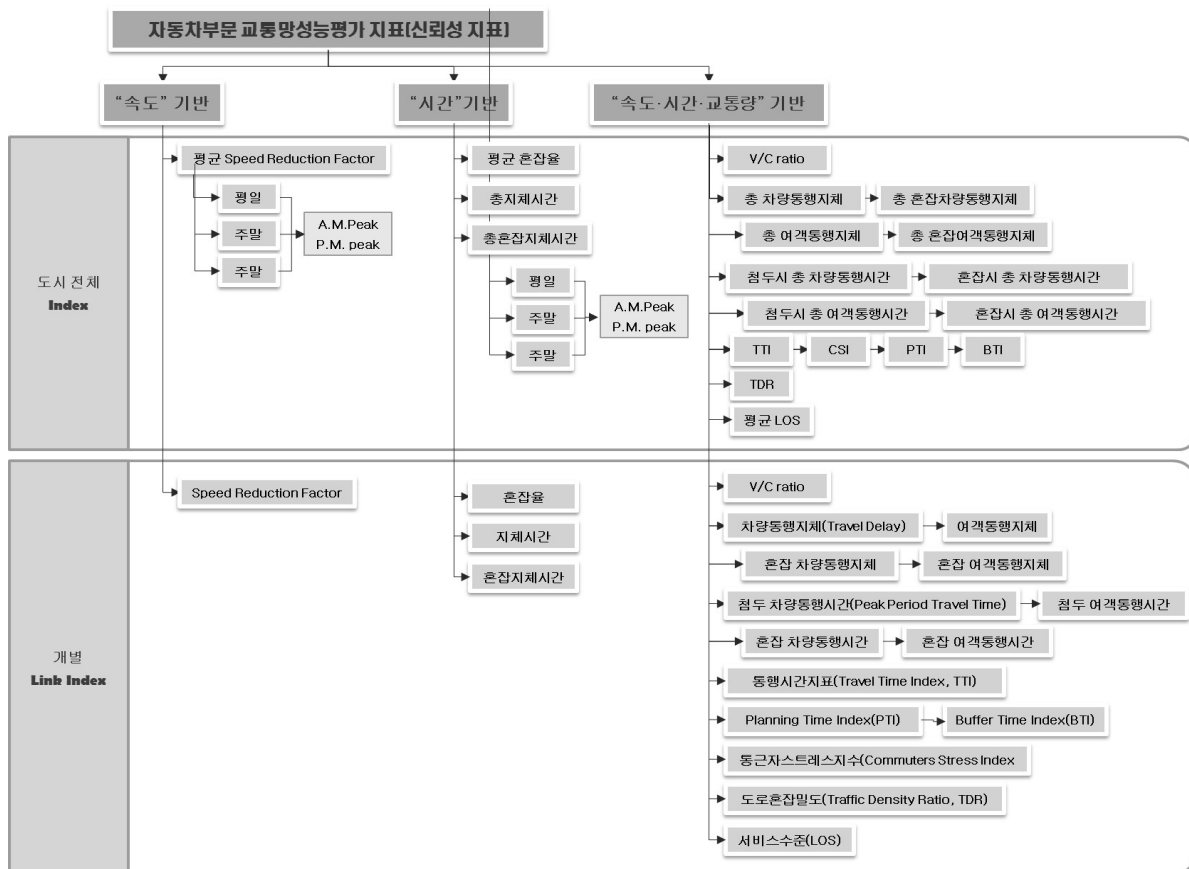 자동차부문 교통망성능평가 지표(신뢰성 지표)
“속도” 기반
“시간”기반
“속도·시간·교통량” 기반
도시 전체
Index
평균 Speed Reduction Factor
평일
주말
주말
A.M.Peak
P.M. peak
평균 혼잡율
총지체시간
총혼잡지체시간
평일
주말
주말
A.M.Peak
P.M. peak
V/C ratio
총 차량통행지체
총 혼잡차량통행지체
총 여객통행지체
총 혼잡여객통행지체
첨두시 총 차량통행시간
혼잡시 총 차량통행시간
첨두시 총 여객통행시간
혼잡시 총 여객통행시간
TTI
CSI
PTI
BTI
TDR
평균 LOS
개별
Link Index
Speed Reduction Factor
혼잡율
지체시간
혼잡지체시간
V/C ratio
차량통행지체(Travel Delay)
여객통행지체
혼잡 차량통행지체
혼잡 여객통행지체
첨두 차량통행시간(Peak Period Travel Time)
첨두 여객통행시간
혼잡 차량통행시간
혼잡 여객통행시간
통행시간지표(Travel Time Index, TTI)
Planning Time Index(PTI)
Buffer Time Index(BTI)
통근자스트레스지수(Commuters Stress Index
도로혼잡밀도(Traffic Density Ratio, TDR)
서비스수준(LOS)